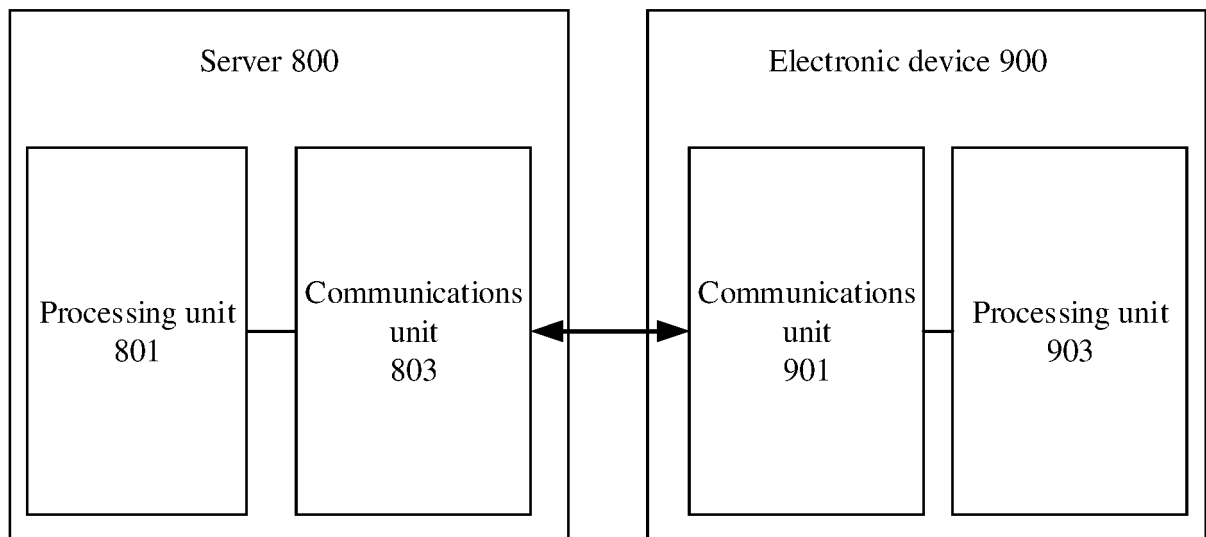 Server 800
Electronic device 900
Processing unit
801
Communications
unit
803
Communications
unit
901
Processing unit
903